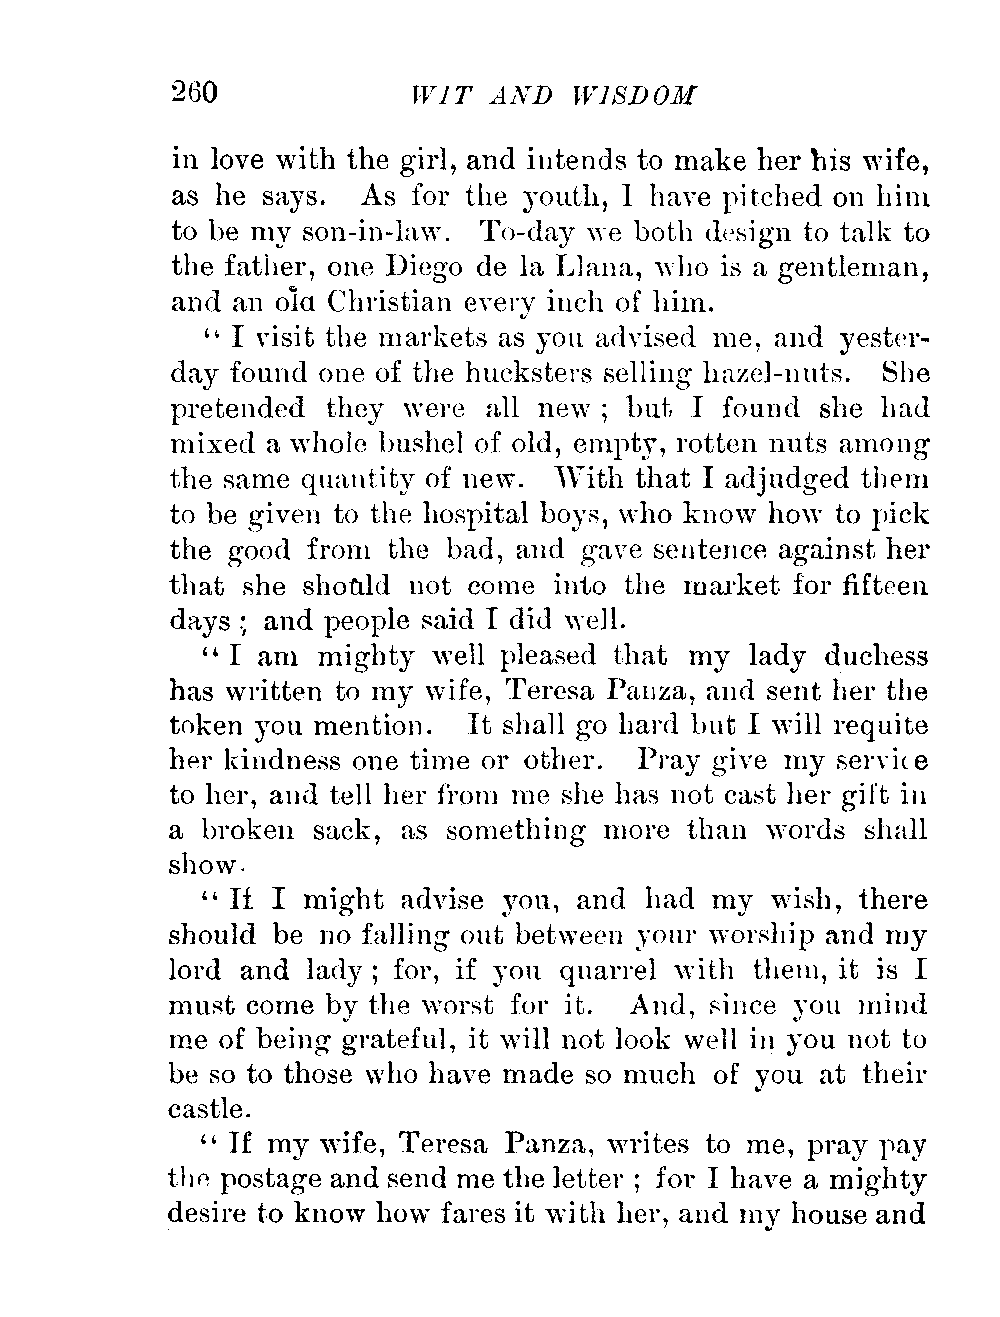 260 WIT AND WISDOM
in love with the girl, and intends to make her his wife,
as he says. As for the youth, I have pitched on him
to be my son-in-law. To-day we both design to talk to
the father, one Diego de la Llana, who is a gentleman,
and an old Christian every inch of him.
“ I visit the markets as you advised me, and yester-
day found one of the hucksters selling hazel-nuts. She
pretended they were all new ; but I found she had
mixed a whole bushel of old, empty, rotten nuts among
the same quantity of new. With that I adjudged them
to be given to the hospital boys, who know how to pick
the good from the bad, and gave sentence against her
that she should not come into the market for fifteen
days ; and people said I did well.
“ I am mighty well pleased that my lady duchess
has written to my wife, Teresa Panza, and sent her the
token you mention. It shall go hard but I will requite
her kindness one time or other. Pray give my service
to her, and tell her from me she has not cast her gift in
a broken sack, as something more than words shall
show.
“ If I might advise you, and had my wish, there
should be no falling out between your worship and my
lord and lady ; for, if you quarrel with them, it is I
must come by the worst for it. And, since you mind
me of being grateful, it will not look well in you not to
be so to those who have made so much of you at their
castle.
“ If my wife, Teresa Panza, writes to me, pray pay
the postage and send me the letter ; for I have a mighty
desire to know how fares it with her, and my house and